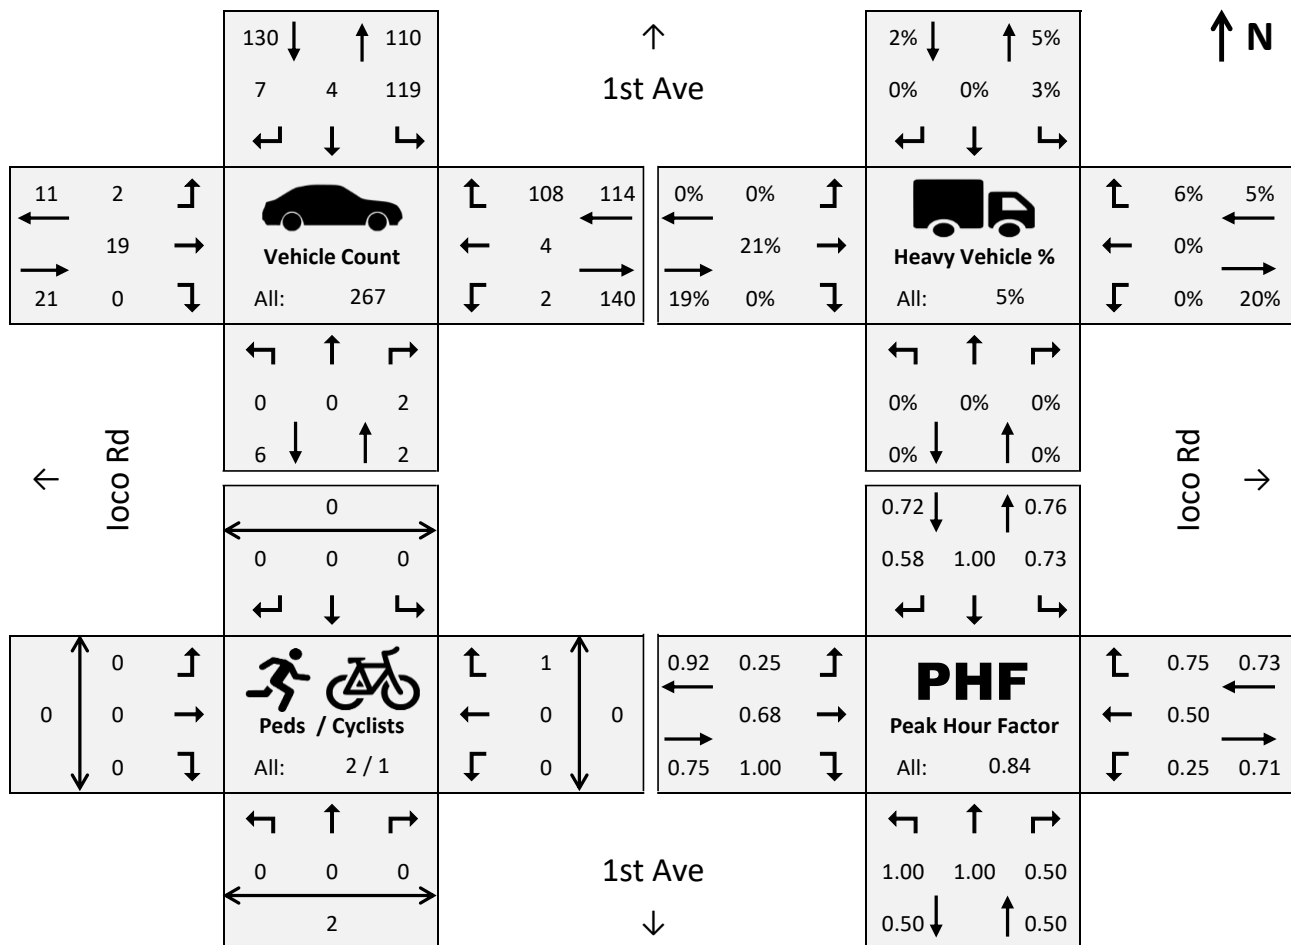 130 110 2% 5% N
1st Ave
7 4 119 0% 0% 3%
11 2 108 114 0% 0% 6% 5%
19 4 21% 0%
Vehicle Count Heavy Vehicle %
21 0 All: 267 2 140 19% 0% All: 5% 0% 20%
0 0 2 0% 0% 0%
6 2 0% 0%
Ioco Rd Ioco Rd
0 0.72 0.76
0 0 0 0.58 1.00 0.73
0 1 0.92 0.25 PHF 0.75 0.73
0 0 0 0 0.68 0.50
Peds / Cyclists Peak Hour Factor
0 All: 2 / 1 0 0.75 1.00 All: 0.84 0.25 0.71
0 0 0 1.00 1.00 0.50
1st Ave
2 0.50 0.50